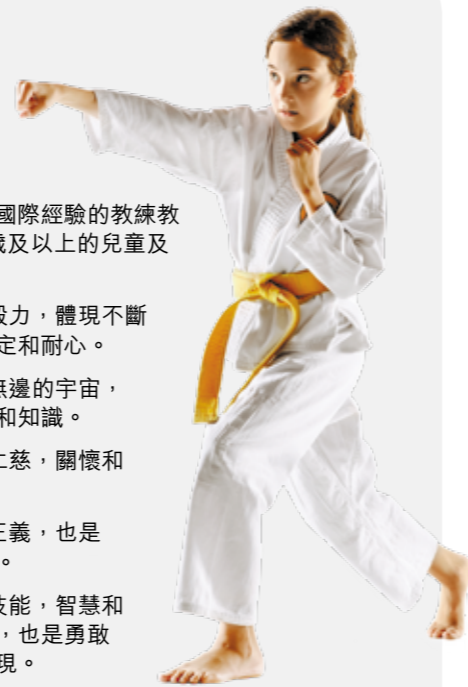 國際經驗的教練教
歲及以上的兒童及
毅力，體現不斷
定和耐心。
無邊的宇宙，
和知識。
仁慈，關懷和
正義，也是
。
技能，智慧和
，也是勇敢
現。